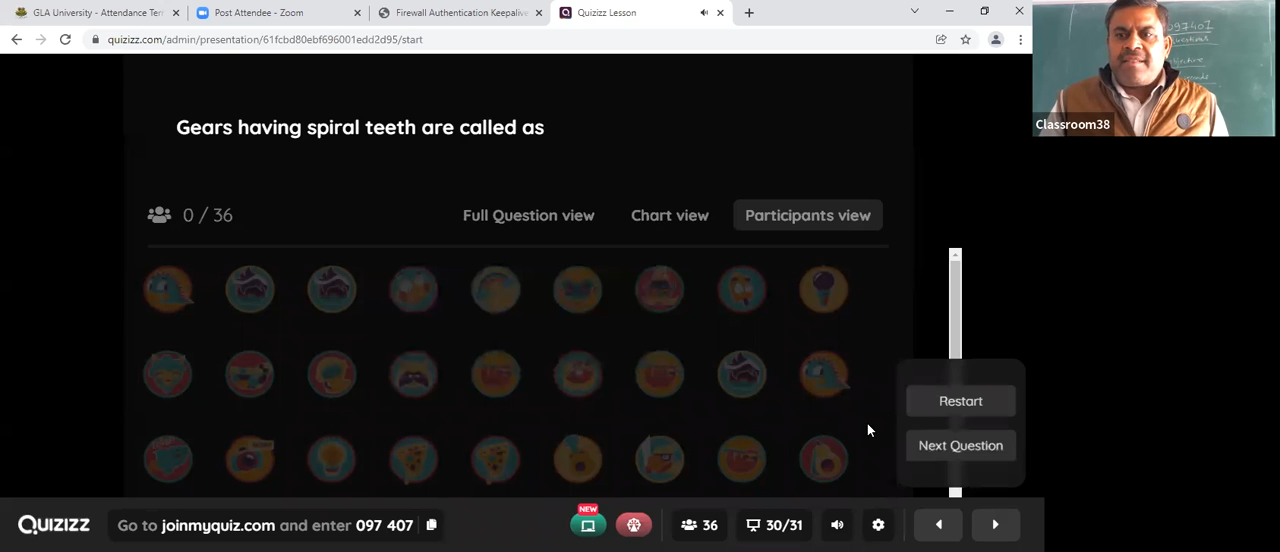 GLA University - Attendance Ter
Post Attendee - Zoom
Firewall Authentication Keepalive
Quizizz Lesson
quizizz.com/admin/presentation/61fcbd80ebf696001edd2d95/start
097401
Classroom38
Gears having spiral teeth are called as
0 / 36
Full Question view
Chart view
Participants view
Restart
Next Question
Quizizz
Go to joinmyquiz.com and enter 097 407
NEW
36
30/31